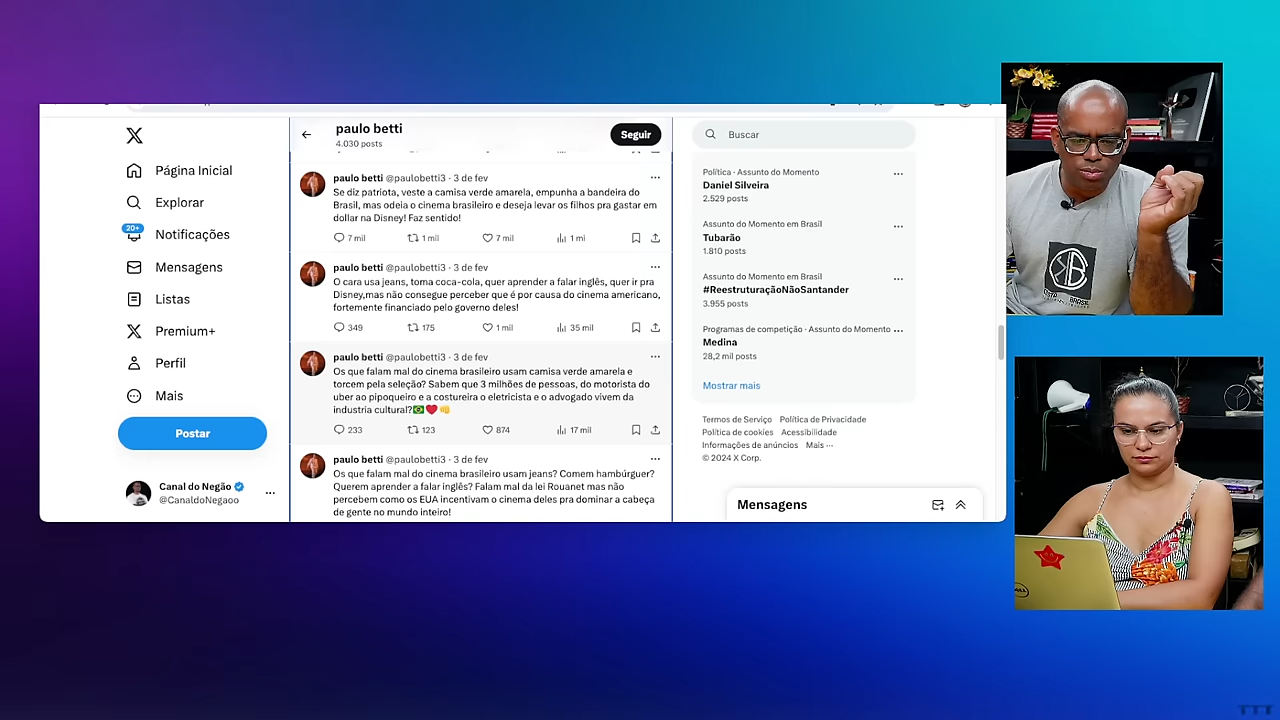 Página Inicial
Explorar
20+
Notificações
Mensagens
Listas
Premium+
Perfil
Mais
Postar
Canal do Negão
@CanaldoNegaoo
paulo betti
4.030 posts
Seguir
paulo betti @paulobetti3 · 3 de fev
Se diz patriota, veste a camisa verde amarela, empunha a bandeira do
Brasil, mas odeia o cinema brasileiro e deseja levar os filhos pra gastar em
dollar na Disney! Faz sentido!
7 mil 1 mil 7 mil 1 mi
paulo betti @paulobetti3 · 3 de fev
O cara usa jeans, toma coca-cola, quer aprender a falar inglês, quer ir pra
Disney,mas não consegue perceber que é por causa do cinema americano,
fortemente financiado pelo governo deles!
349 175 1 mil 35 mil
paulo betti @paulobetti3 · 3 de fev
Os que falam mal do cinema brasileiro usam camisa verde amarela e
torcem pela seleção? Sabem que 3 milhões de pessoas, do motorista do
uber ao pipoqueiro e a costureira o eletricista e o advogado vivem da
industria cultural?🇧🇷❤️👊
233 123 874 17 mil
paulo betti @paulobetti3 · 3 de fev
Os que falam mal do cinema brasileiro usam jeans? Comem hambúrguer?
Querem aprender a falar inglês? Falam mal da lei Rouanet mas não
percebem como os EUA incentivam o cinema deles pra dominar a cabeça
de gente no mundo inteiro!
Buscar
Política · Assunto do Momento
Daniel Silveira
2.529 posts
Assunto do Momento em Brasil
Tubarão
1.810 posts
Assunto do Momento em Brasil
#ReestruturaçãoNãoSantander
3.955 posts
Programas de competição · Assunto do Momento
Medina
28,2 mil posts
Mostrar mais
Termos de Serviço Política de Privacidade
Política de cookies Acessibilidade
Informações de anúncios Mais ···
© 2024 X Corp.
Mensagens
BRASIL
DELL